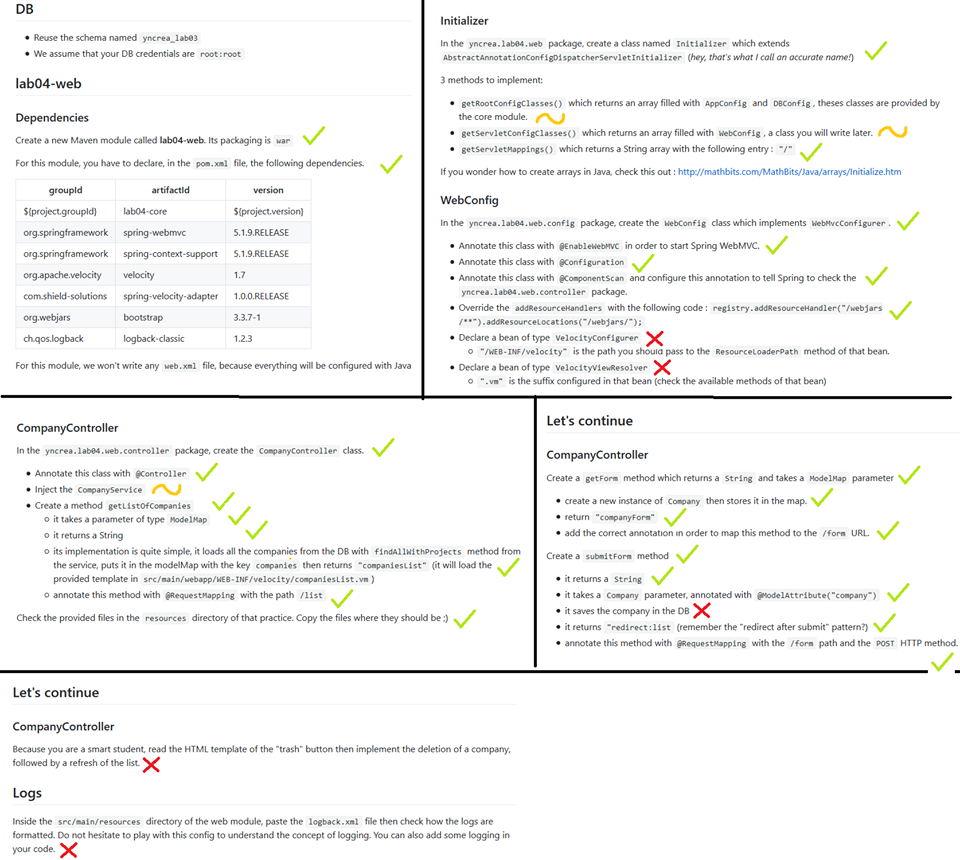 DB
Reuse the schema named yncrea_lab03
We assume that your DB credentials are root:root
lab04-web
Dependencies
Create a new Maven module called lab04-web. Its packaging is war
For this module, you have to declare, in the pom.xml file, the following dependencies.
groupId artifactId version
${project.groupId} lab04-core ${project.version}
org.springframework spring-webmvc 5.1.9.RELEASE
org.springframework spring-context-support 5.1.9.RELEASE
org.apache.velocity velocity 1.7
com.shield-solutions spring-velocity-adapter 1.0.0.RELEASE
org.webjars bootstrap 3.3.7-1
ch.qos.logback logback-classic 1.2.3
For this module, we won't write any web.xml file, because everything will be configured with Java
Initializer
In the yncrea.lab04.web package, create a class named Initializer which extends
AbstractAnnotationConfigDispatcherServletInitializer (hey, that's what I call an accurate name!)
3 methods to implement:
getRootConfigClasses() which returns an array filled with AppConfig and DBConfig, theses classes are provided by
the core module.
getServletConfigClasses() which returns an array filled with WebConfig, a class you will write later.
getServletMappings() which returns a String array with the following entry : "/"
If you wonder how to create arrays in Java, check this out : http://mathbits.com/MathBits/Java/arrays/Initialize.htm
WebConfig
In the yncrea.lab04.web.config package, create the WebConfig class which implements WebMvcConfigurer.
Annotate this class with @EnableWebMVC in order to start Spring WebMVC.
Annotate this class with @Configuration
Annotate this class with @ComponentScan and configure this annotation to tell Spring to check the
yncrea.lab04.web.controller package.
Override the addResourceHandlers with the following code : registry.addResourceHandler("/webjars
/**").addResourceLocations("/webjars/");
Declare a bean of type VelocityConfigurer
"/WEB-INF/velocity" is the path you should pass to the ResourceLoaderPath method of that bean.
Declare a bean of type VelocityViewResolver
".vm" is the suffix configured in that bean (check the available methods of that bean)
CompanyController
In the yncrea.lab04.web.controller package, create the CompanyController class.
Annotate this class with @Controller
Inject the CompanyService
Create a method getListOfCompanies
it takes a parameter of type ModelMap
it returns a String
its implementation is quite simple, it loads all the companies from the DB with findAllWithProjects method from
the service, puts it in the modelMap with the key companies then returns "companiesList" (it will load the
provided template in src/main/webapp/WEB-INF/velocity/companiesList.vm)
annotate this method with @RequestMapping with the path /list
Check the provided files in the resources directory of that practice. Copy the files where they should be ;)
Let's continue
CompanyController
Create a getForm method which returns a String and takes a ModelMap parameter
create a new instance of Company then stores it in the map.
return "companyForm"
add the correct annotation in order to map this method to the /form URL.
Create a submitForm method
it returns a String
it takes a Company parameter, annotated with @ModelAttribute("company")
it saves the company in the DB
it returns "redirect:list (remember the "redirect after submit" pattern?)
annotate this method with @RequestMapping with the /form path and the POST HTTP method.
Let's continue
CompanyController
Because you are a smart student, read the HTML template of the "trash" button then implement the deletion of a company,
followed by a refresh of the list.
Logs
Inside the src/main/resources directory of the web module, paste the logback.xml file then check how the logs are
formatted. Do not hesitate to play with this config to understand the concept of logging. You can also add some logging in
your code.